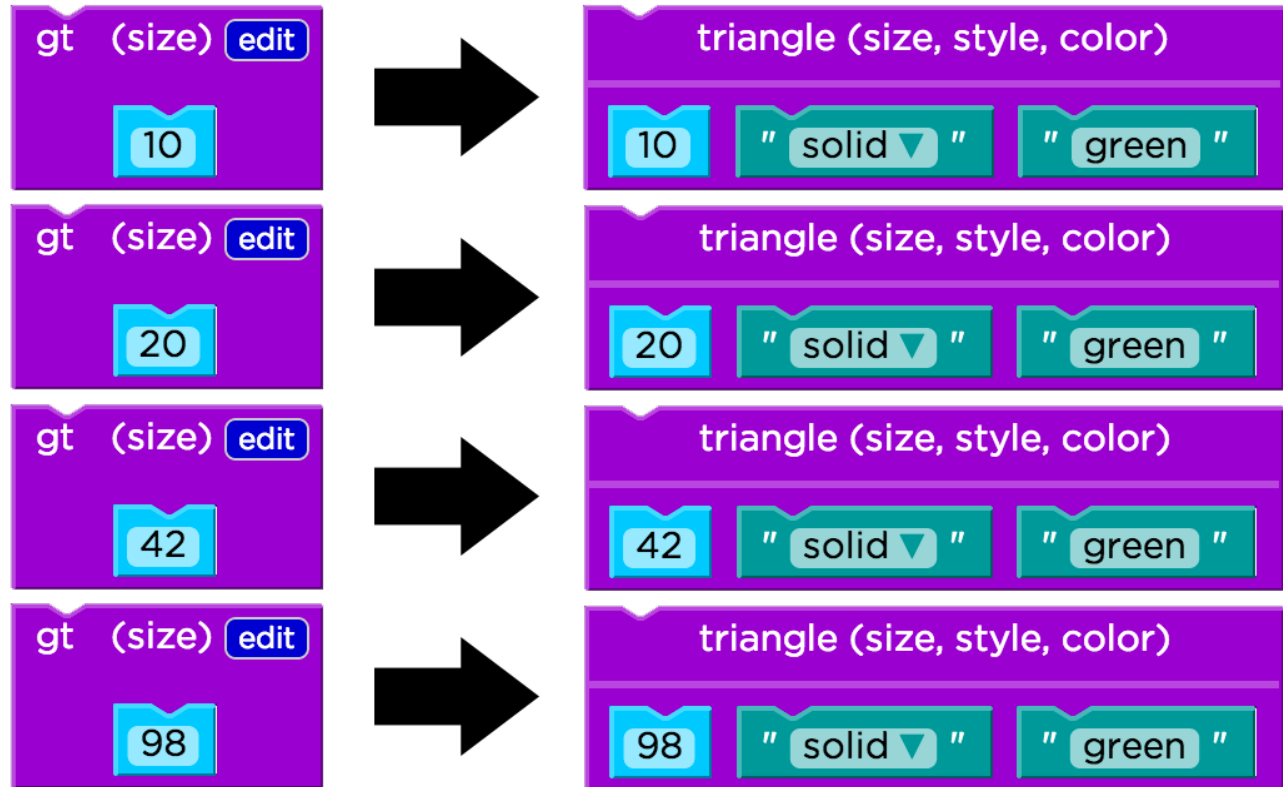 gt (size) edit triangle (size, style, color)
10 10 " solid ▼ " " green "
gt (size) edit triangle (size, style, color)
20 20 " solid ▼ " " green "
gt (size) edit triangle (size, style, color)
42 42 " solid ▼ " " green "
gt (size) edit triangle (size, style, color)
98 98 " solid ▼ " " green "